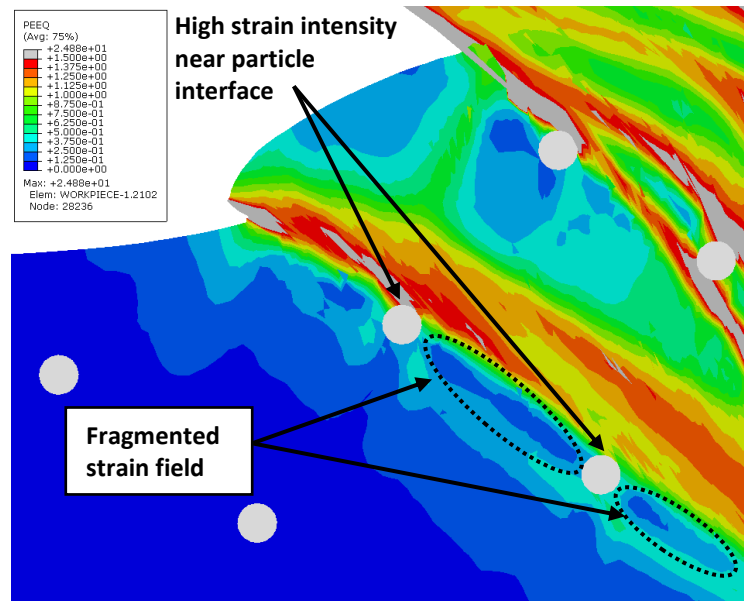 PEEQ
(Avg: 75%)
+2.488e+01
+1.500e+00
+1.375e+00
+1.250e+00
+1.125e+00
+1.000e+00
+8.750e-01
+7.500e-01
+6.250e-01
+5.000e-01
+3.750e-01
+2.500e-01
+1.250e-01
+0.000e+00
Max: +2.488e+01
Elem: WORKPIECE-1.2102
Node: 28236
High strain intensity
near particle
interface
Fragmented
strain field